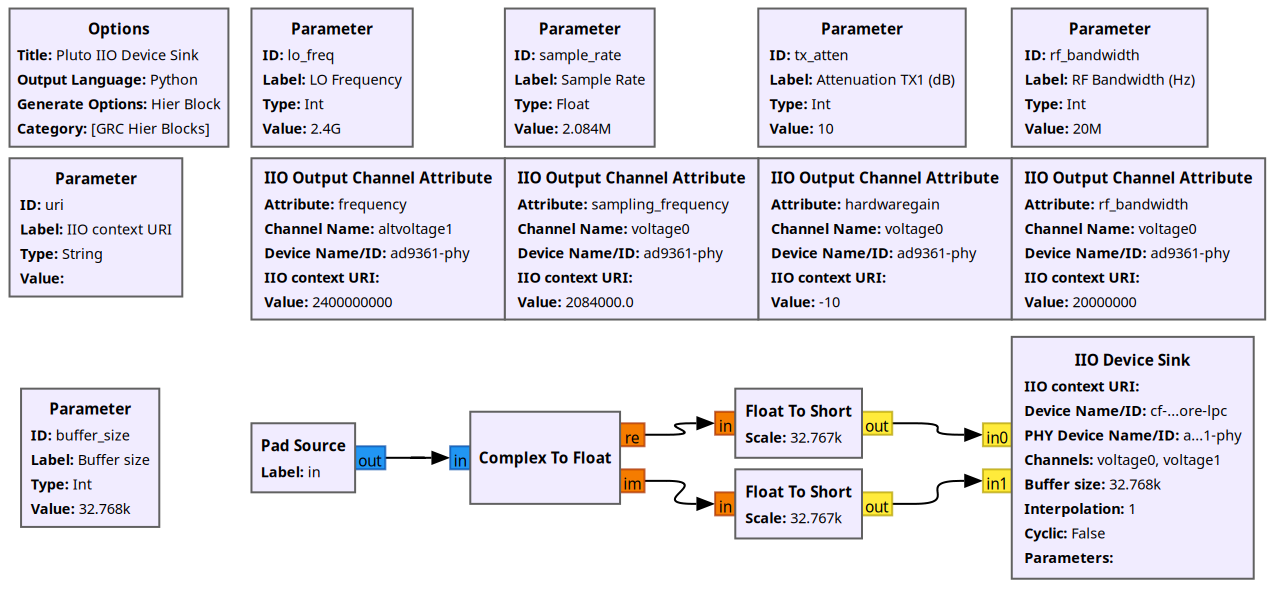 Options
Title: Pluto IIO Device Sink
Output Language: Python
Generate Options: Hier Block
Category: [GRC Hier Blocks]
Parameter
ID: lo_freq
Label: LO Frequency
Type: Int
Value: 2.4G
Parameter
ID: sample_rate
Label: Sample Rate
Type: Float
Value: 2.084M
Parameter
ID: tx_atten
Label: Attenuation TX1 (dB)
Type: Int
Value: 10
Parameter
ID: rf_bandwidth
Label: RF Bandwidth (Hz)
Type: Int
Value: 20M
Parameter
ID: uri
Label: IIO context URI
Type: String
Value:
IIO Output Channel Attribute
Attribute: frequency
Channel Name: altvoltage1
Device Name/ID: ad9361-phy
IIO context URI:
Value: 2400000000
IIO Output Channel Attribute
Attribute: sampling_frequency
Channel Name: voltage0
Device Name/ID: ad9361-phy
IIO context URI:
Value: 2084000.0
IIO Output Channel Attribute
Attribute: hardwaregain
Channel Name: voltage0
Device Name/ID: ad9361-phy
IIO context URI:
Value: -10
IIO Output Channel Attribute
Attribute: rf_bandwidth
Channel Name: voltage0
Device Name/ID: ad9361-phy
IIO context URI:
Value: 20000000
Parameter
ID: buffer_size
Label: Buffer size
Type: Int
Value: 32.768k
Pad Source
Label: in
out
in
Complex To Float
re
im
in
Float To Short
Scale: 32.767k
out
in
Float To Short
Scale: 32.767k
out
in0
in1
IIO Device Sink
IIO context URI:
Device Name/ID: cf-...ore-lpc
PHY Device Name/ID: a...1-phy
Channels: voltage0, voltage1
Buffer size: 32.768k
Interpolation: 1
Cyclic: False
Parameters: